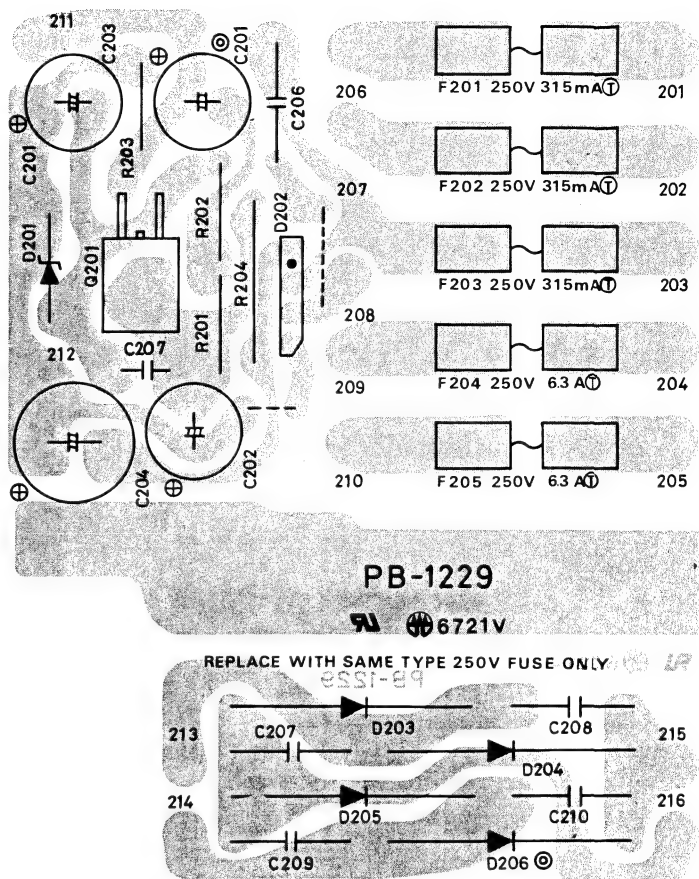 211
C203
C201
C206
C201
R203
D201
Q201
R202
R204
D202
R201
212
C207
C204
C202
206
F201 250V 315mA Ⓣ
201
207
F202 250V 315mA Ⓣ
202
208
F203 250V 315mA Ⓣ
203
209
F204 250V 6.3 A Ⓣ
204
210
F205 250V 63 A Ⓣ
205
PB-1229
6721V
REPLACE WITH SAME TYPE 250V FUSE ONLY
PB-1229
213
C207
D203
C208
215
D204
214
D205
C210
216
C209
D206